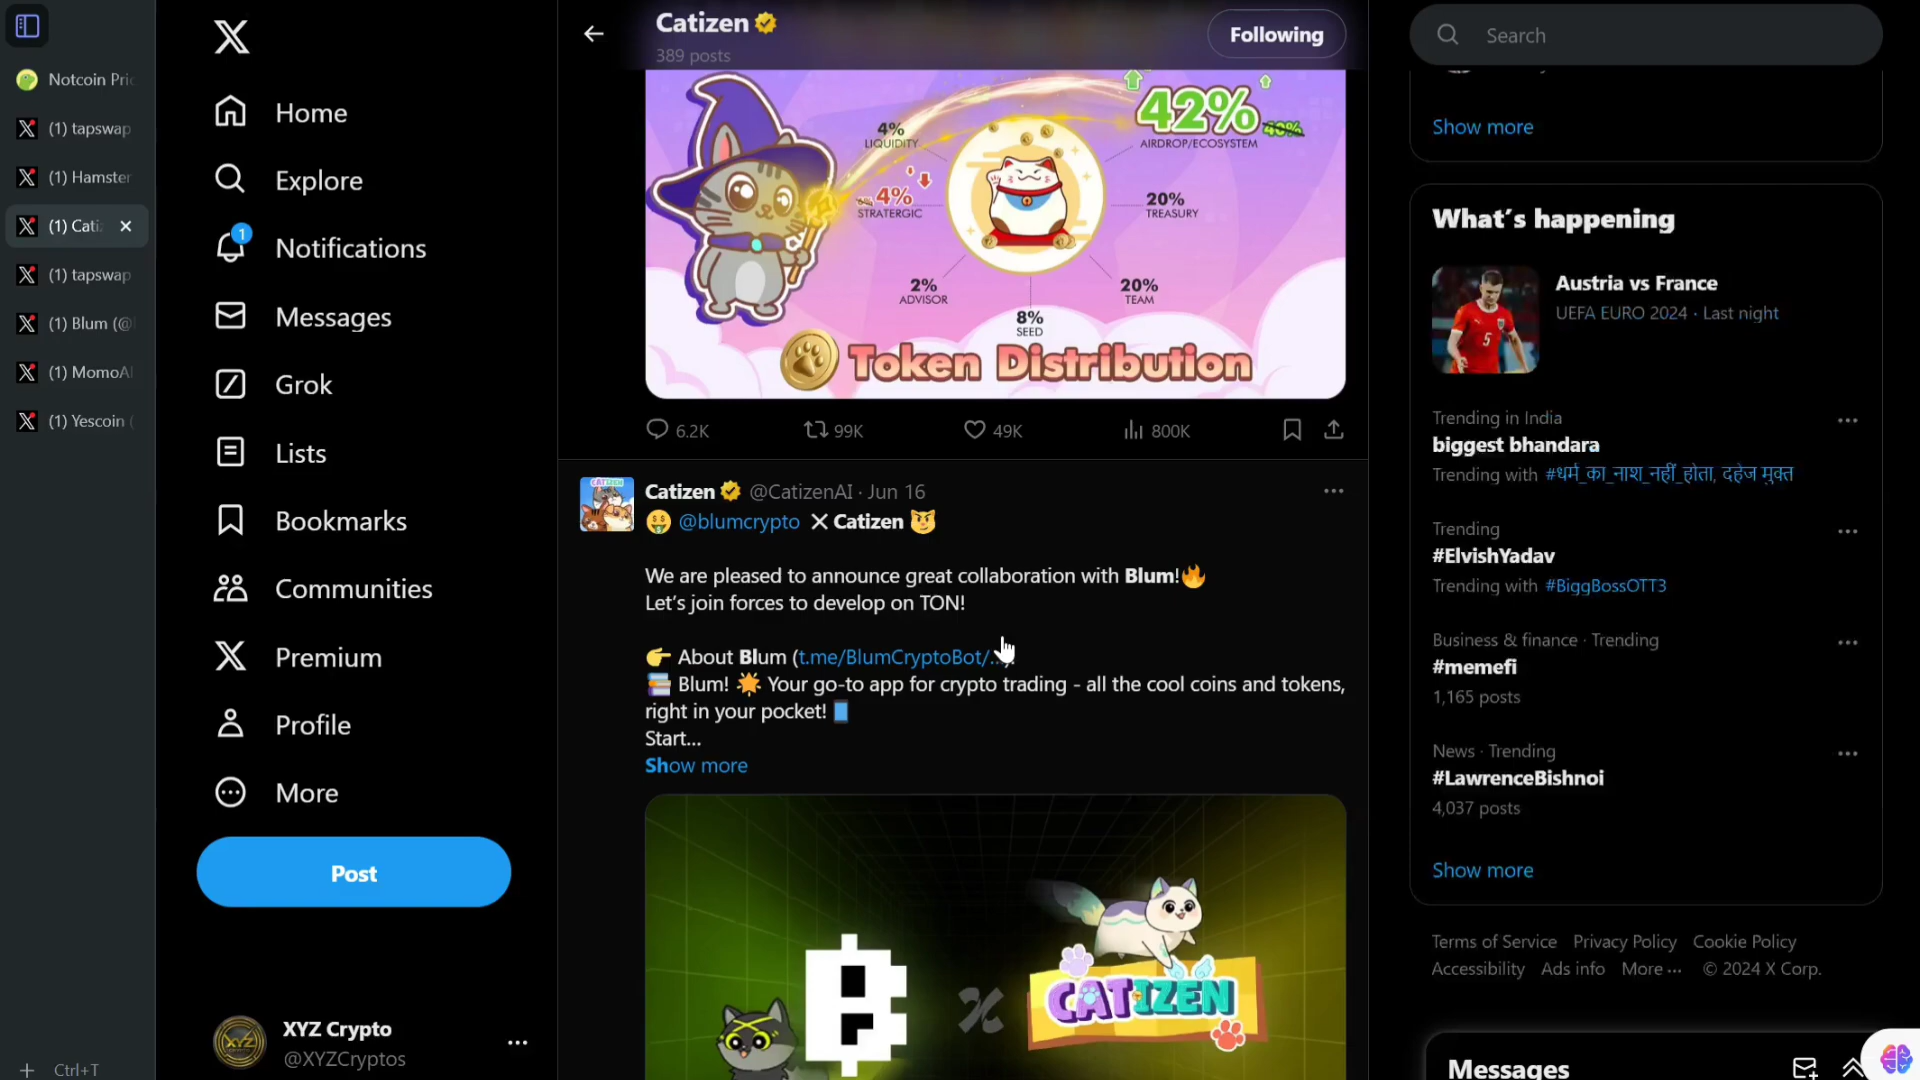 Notcoin Pric
(1) tapswap
(1) Hamster
(1) Catiz
(1) tapswap
(1) Blum (@
(1) MomoAI
(1) Yescoin (
+ Ctrl+T
Home
Explore
1
Notifications
Messages
Grok
Lists
Bookmarks
Communities
Premium
Profile
More
Post
XYZ Crypto
@XYZCryptos
Catizen
389 posts
Following
42%
40%
AIRDROP/ECOSYSTEM
4%
LIQUIDITY
4%
STRATERGIC
20%
TREASURY
2%
ADVISOR
20%
TEAM
8%
SEED
Token Distribution
6.2K 99K 49K 800K
Catizen @CatizenAI · Jun 16
🤑 @blumcrypto ✕ Catizen 😼
We are pleased to announce great collaboration with Blum!🔥
Let's join forces to develop on TON!
👉 About Blum (t.me/BlumCryptoBot/…):
📚 Blum! 🌟 Your go-to app for crypto trading - all the cool coins and tokens,
right in your pocket! 📱
Start...
Show more
CATIZEN
Search
Show more
What's happening
Austria vs France
UEFA EURO 2024 · Last night
Trending in India
biggest bhandara
Trending with #धर्म_का_नाश_नहीं_होता, दहेज मुक्त
Trending
#ElvishYadav
Trending with #BiggBossOTT3
Business & finance · Trending
#memefi
1,165 posts
News · Trending
#LawrenceBishnoi
4,037 posts
Show more
Terms of Service Privacy Policy Cookie Policy
Accessibility Ads info More ··· © 2024 X Corp.
Messages